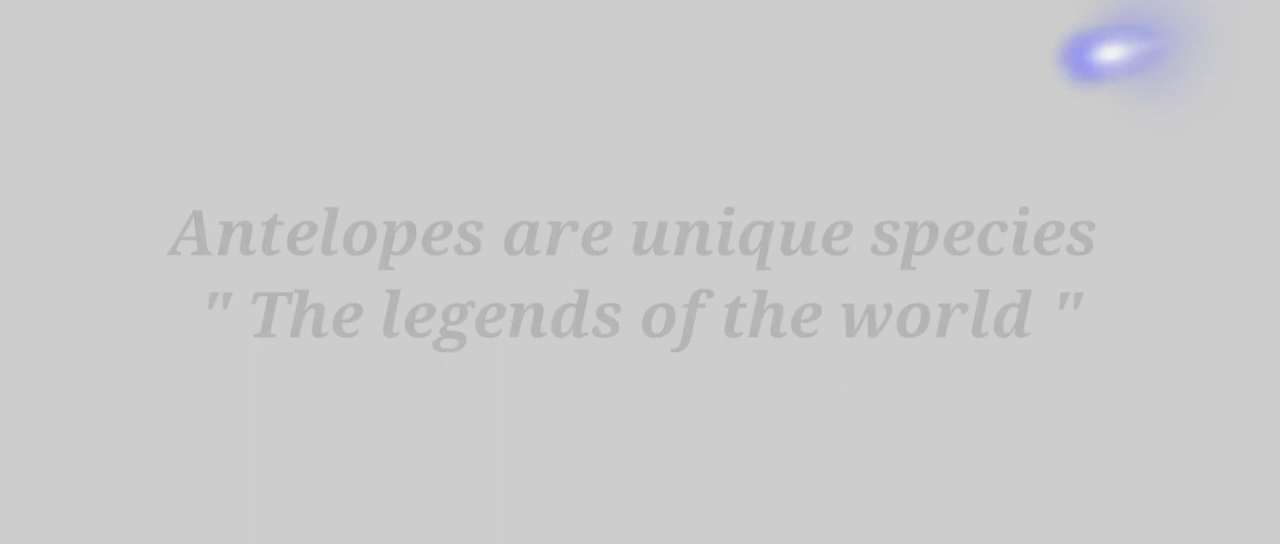 Antelopes are unique species
" The legends of the world "